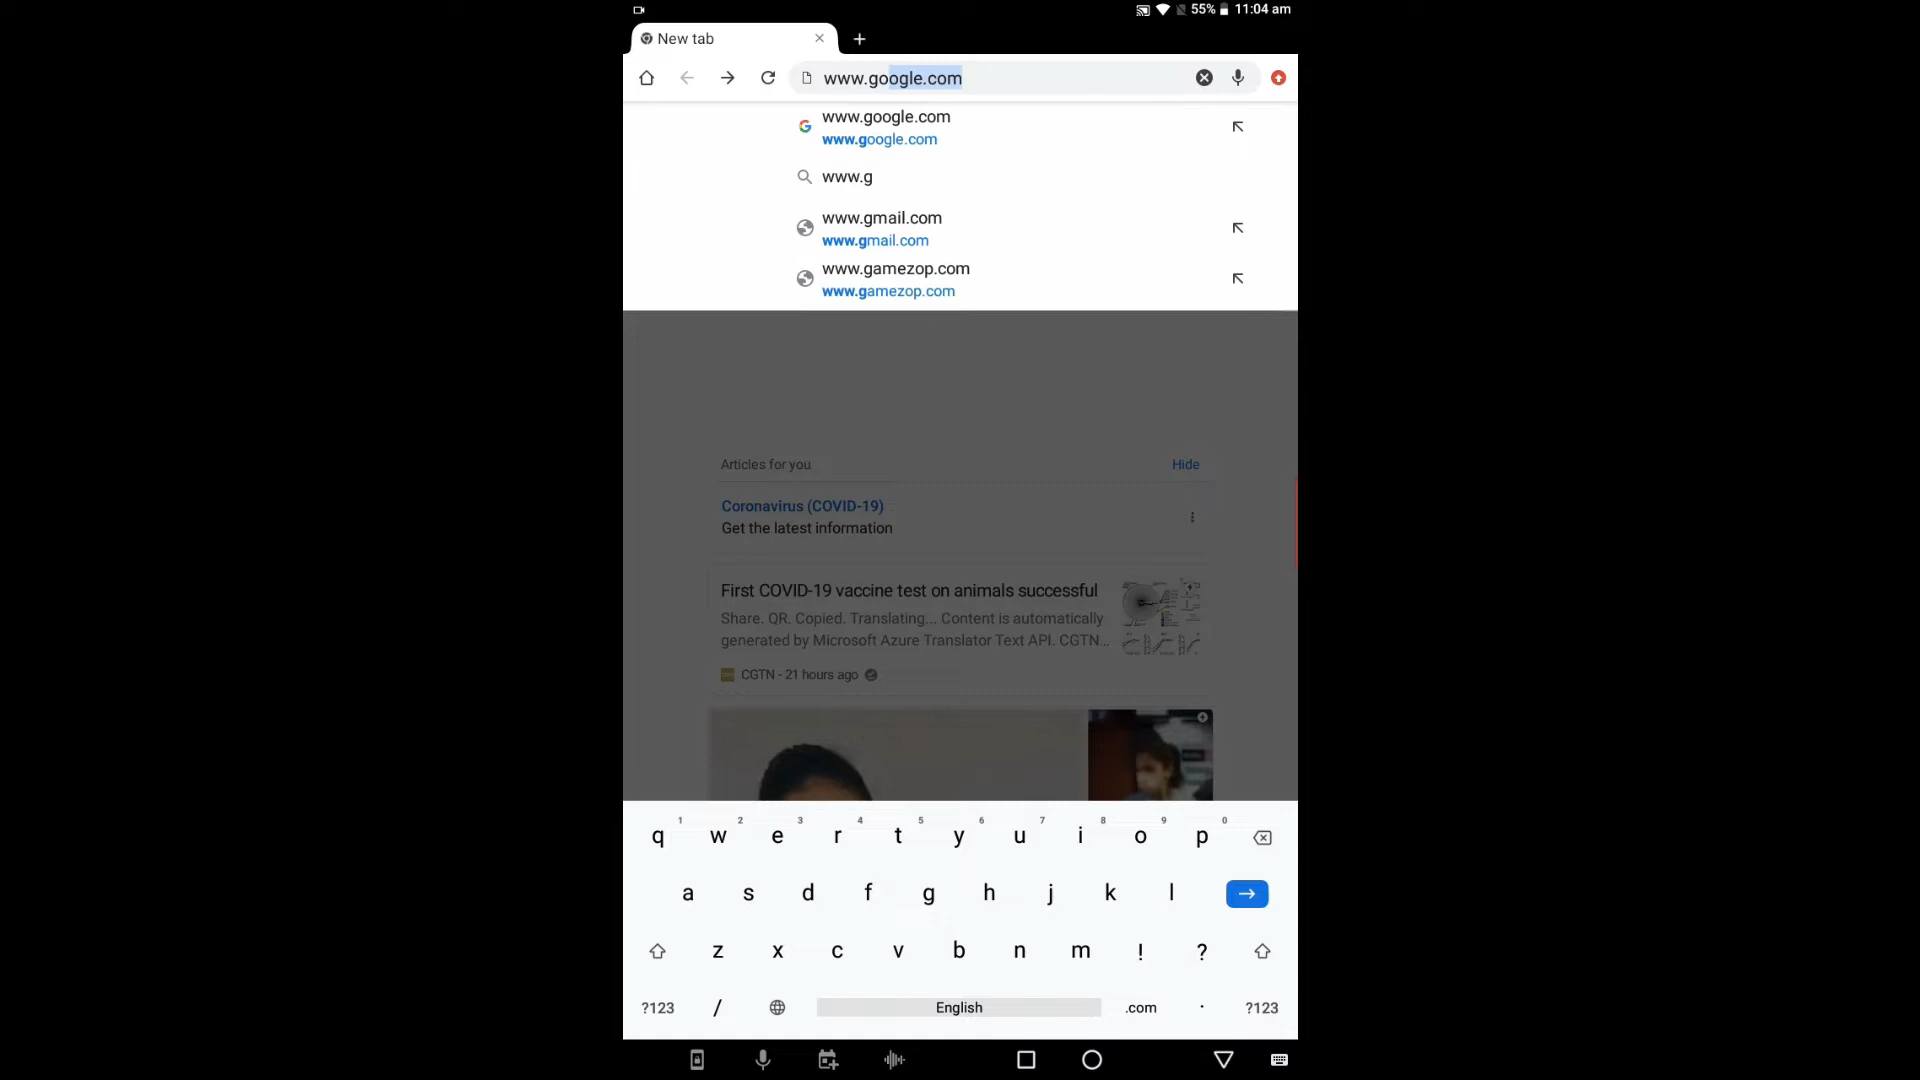 55% 11:04 am
New tab
www.google.com
www.google.com
www.google.com
www.g
www.gmail.com
www.gmail.com
www.gamezop.com
www.gamezop.com
Articles for you Hide
Coronavirus (COVID-19)
Get the latest information
First COVID-19 vaccine test on animals successful
Share. QR. Copied. Translating... Content is automatically
generated by Microsoft Azure Translator Text API. CGTN...
CGTN - 21 hours ago
1 2 3 4 5 6 7 8 9 0
q w e r t y u i o p
a s d f g h j k l
z x c v b n m ! ?
?123 / English .com . ?123